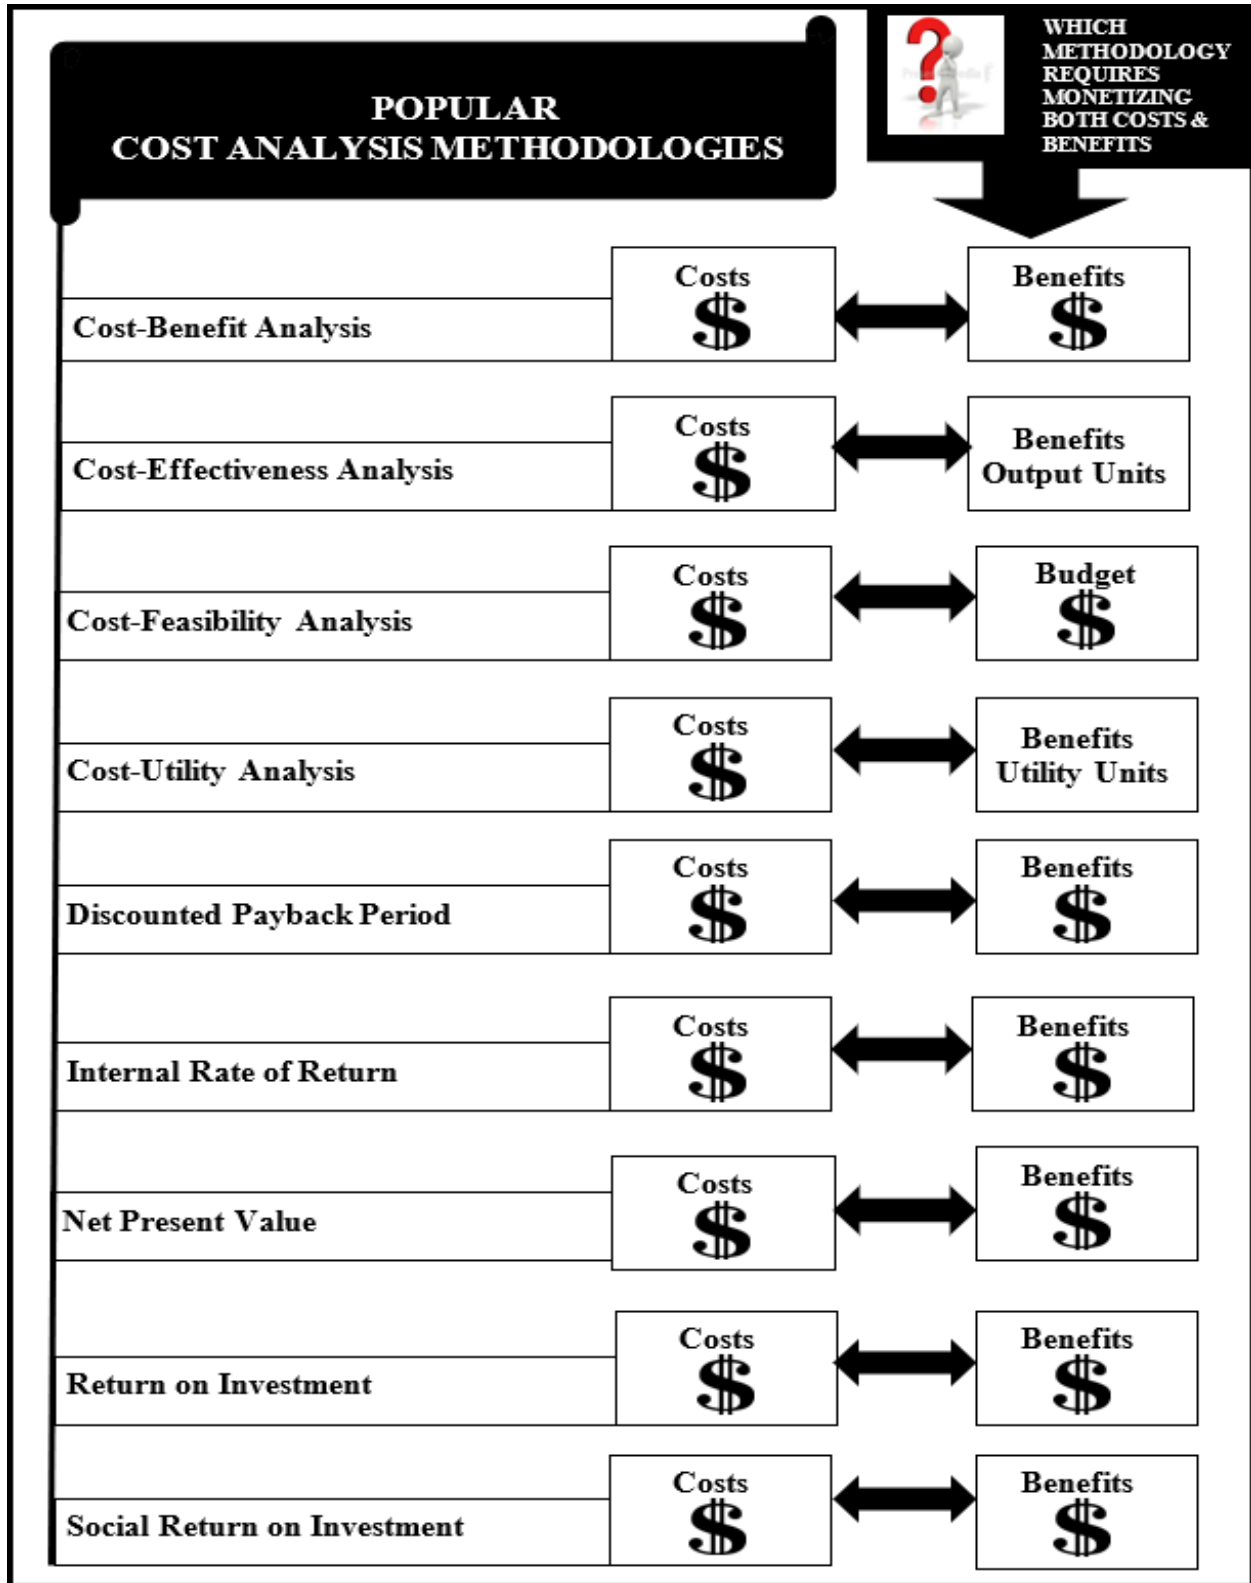 POPULAR
COST ANALYSIS METHODOLOGIES
WHICH
METHODOLOGY
REQUIRES
MONETIZING
BOTH COSTS &
BENEFITS
Cost-Benefit Analysis
Costs
$
Benefits
$
Cost-Effectiveness Analysis
Costs
$
Benefits
Output Units
Cost-Feasibility Analysis
Costs
$
Budget
$
Cost-Utility Analysis
Costs
$
Benefits
Utility Units
Discounted Payback Period
Costs
$
Benefits
$
Internal Rate of Return
Costs
$
Benefits
$
Net Present Value
Costs
$
Benefits
$
Return on Investment
Costs
$
Benefits
$
Social Return on Investment
Costs
$
Benefits
$